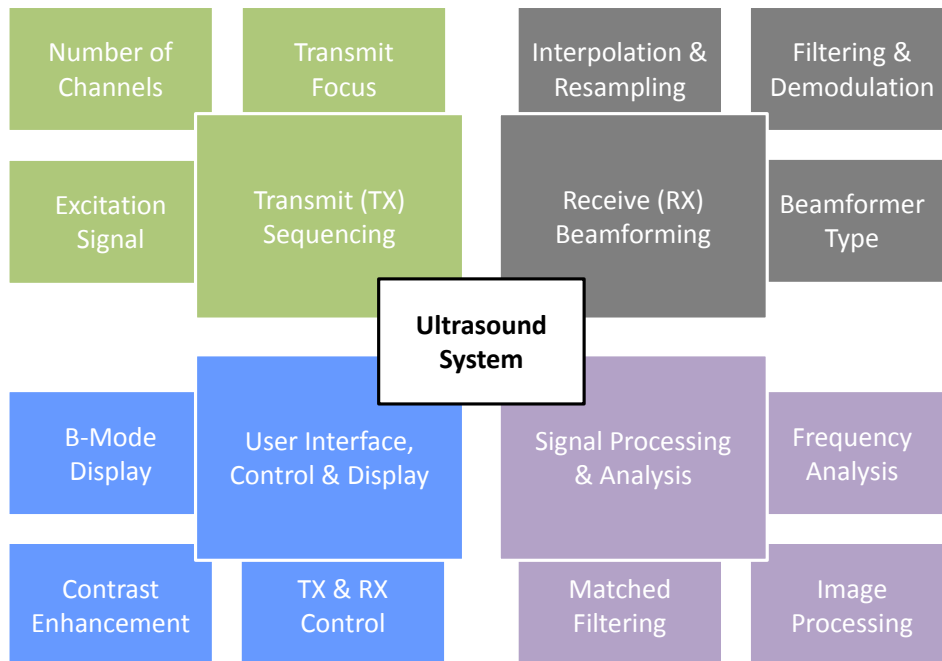 Number of
Channels
Transmit
Focus
Interpolation &
Resampling
Filtering &
Demodulation
Excitation
Signal
Transmit (TX)
Sequencing
Receive (RX)
Beamforming
Beamformer
Type
Ultrasound
System
B-Mode
Display
User Interface,
Control & Display
Signal Processing
& Analysis
Frequency
Analysis
Contrast
Enhancement
TX & RX
Control
Matched
Filtering
Image
Processing